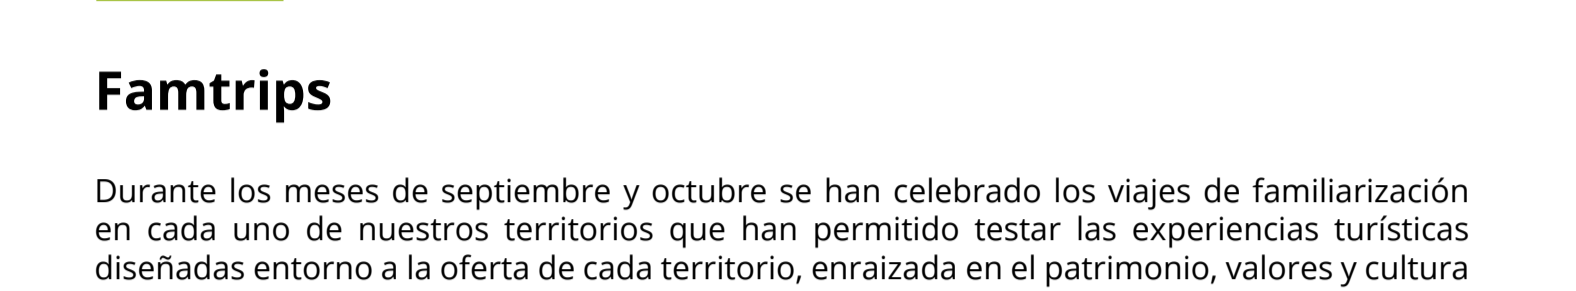 Famtrips
Durante los meses de septiembre y octubre se han celebrado los viajes de familiarización
en cada uno de nuestros territorios que han permitido testar las experiencias turísticas
diseñadas entorno a la oferta de cada territorio, enraizada en el patrimonio, valores y cultura